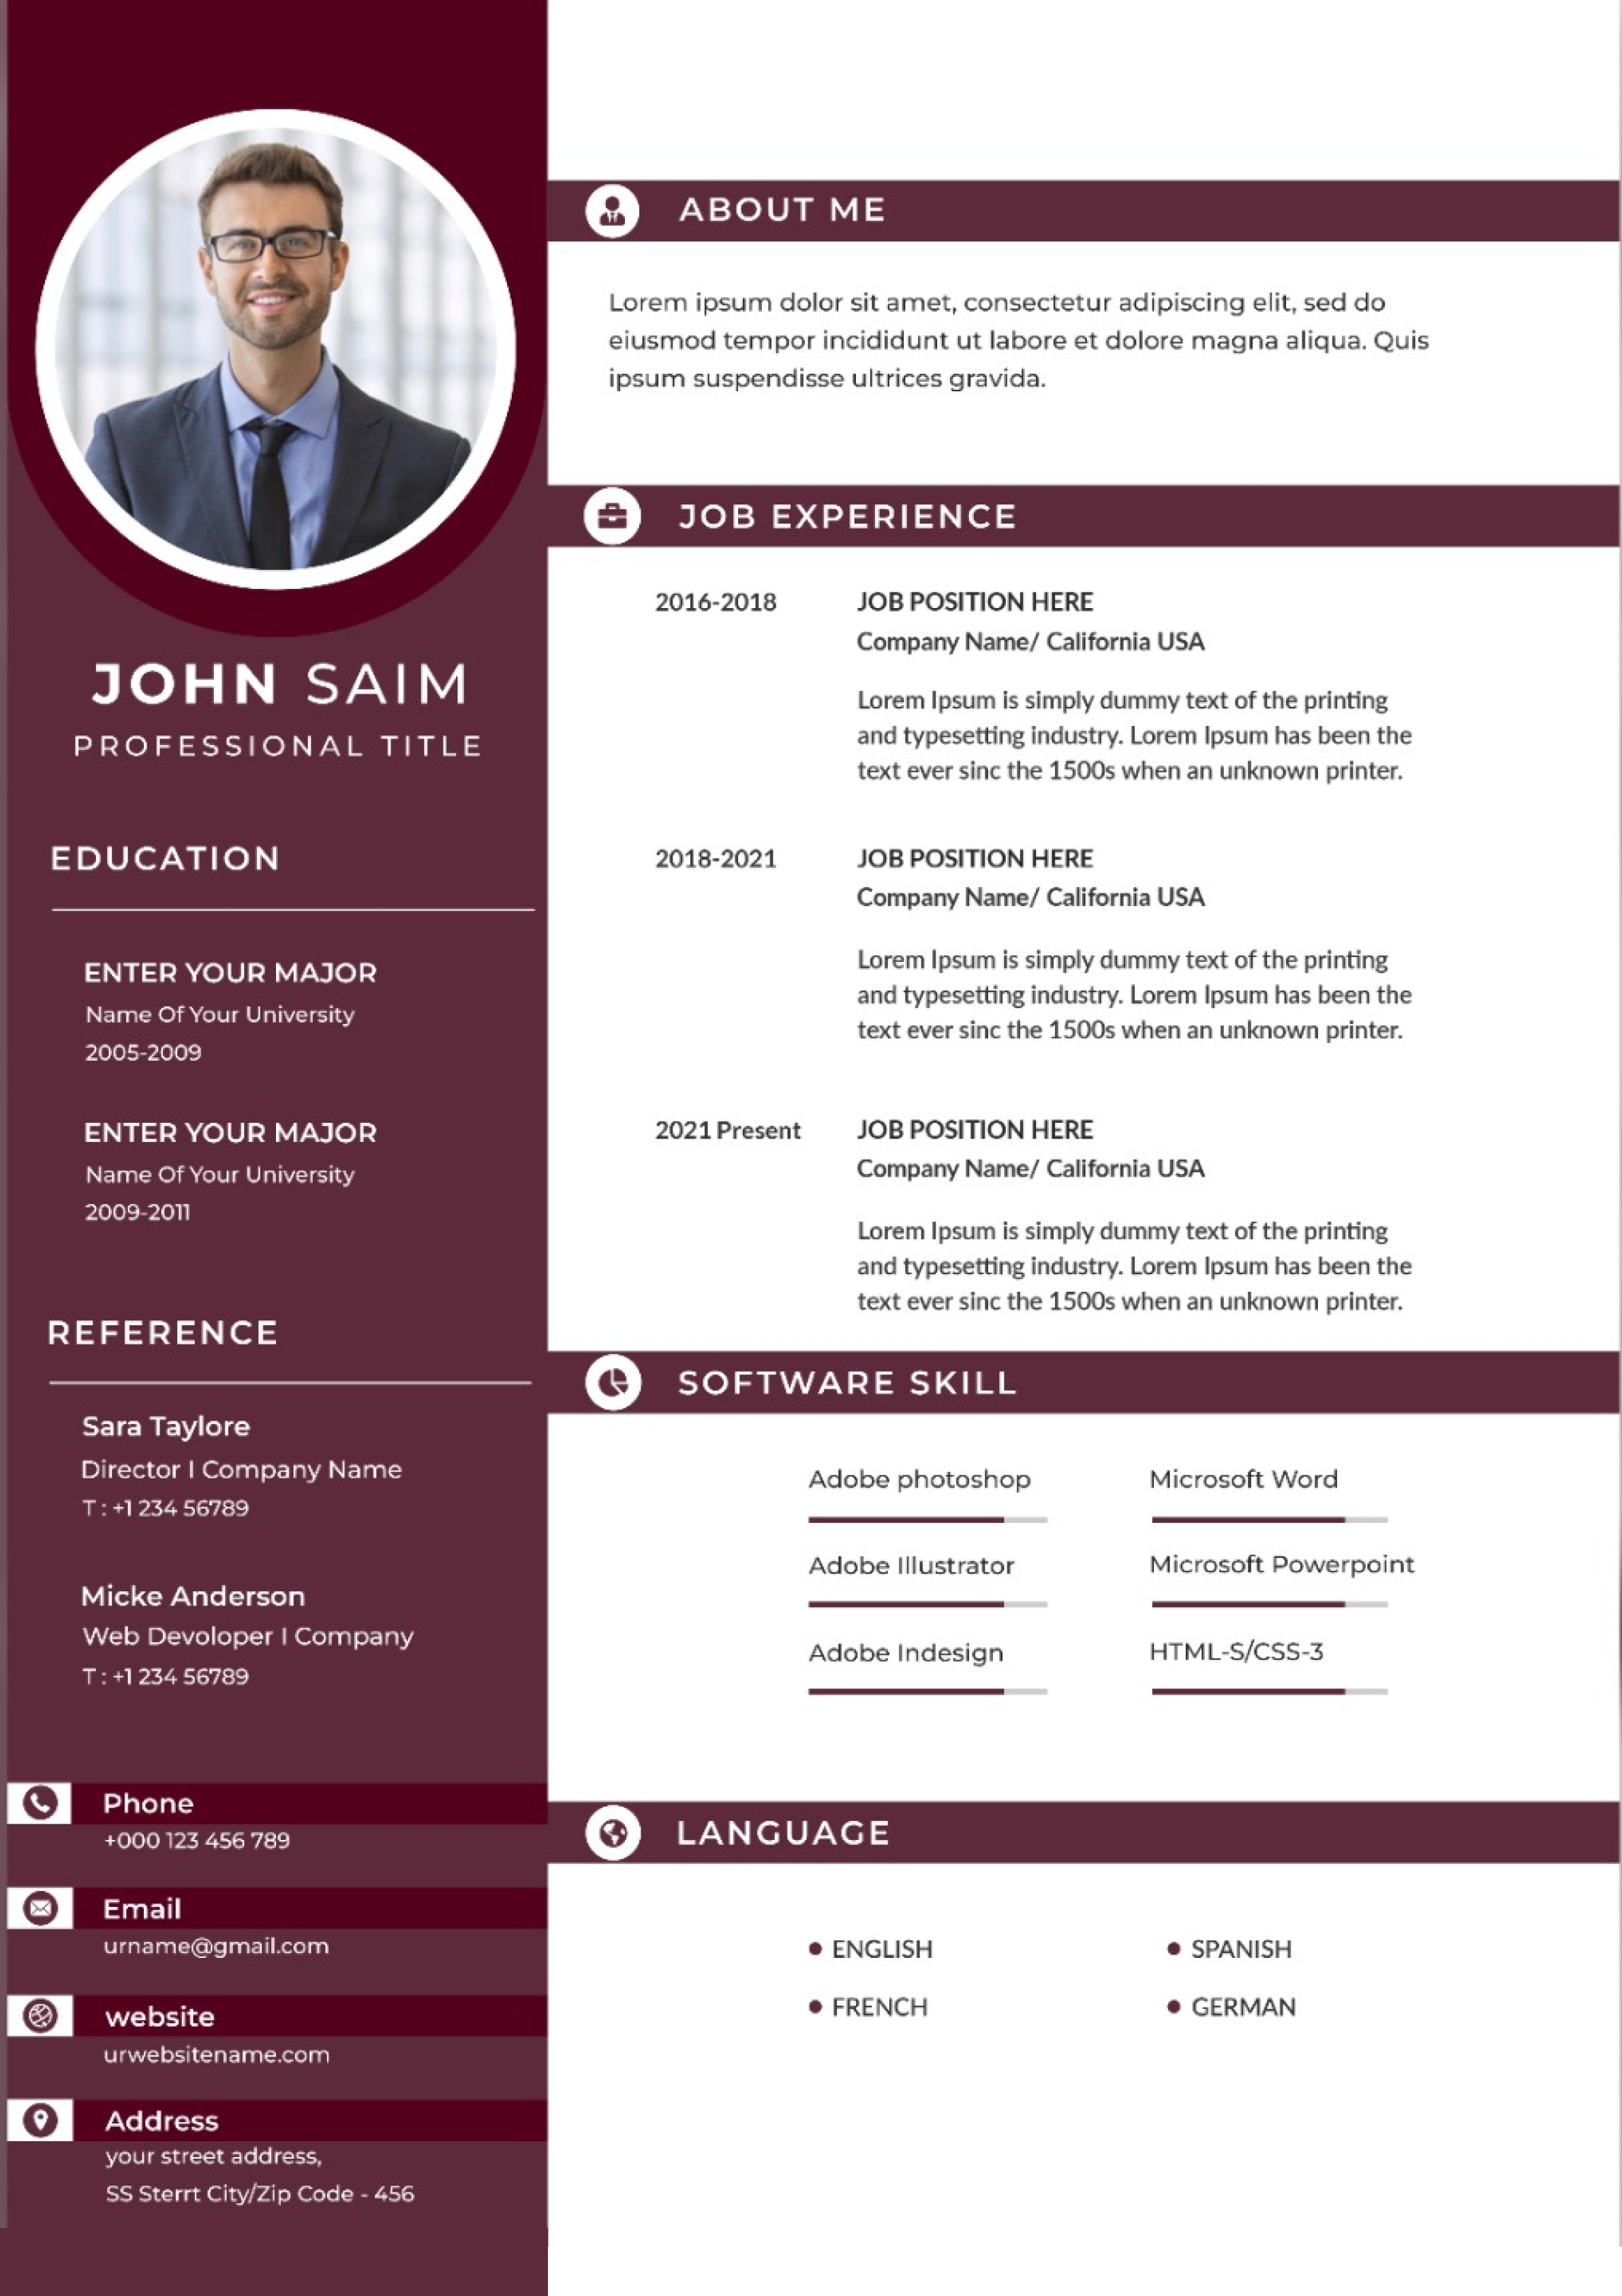 JOHN SAIM
PROFESSIONAL TITLE
EDUCATION
ENTER YOUR MAJOR
Name Of Your University
2005-2009
ENTER YOUR MAJOR
Name Of Your University
2009-2011
REFERENCE
Sara Taylore
Director I Company Name
T : +1 234 56789
Micke Anderson
Web Devoloper I Company
T : +1 234 56789
Phone
+000 123 456 789
Email
urname@gmail.com
website
urwebsitename.com
Address
your street address,
SS Sterrt City/Zip Code - 456
ABOUT ME
Lorem ipsum dolor sit amet, consectetur adipiscing elit, sed do
eiusmod tempor incididunt ut labore et dolore magna aliqua. Quis
ipsum suspendisse ultrices gravida.
JOB EXPERIENCE
2016-2018 JOB POSITION HERE
Company Name/ California USA
Lorem Ipsum is simply dummy text of the printing
and typesetting industry. Lorem Ipsum has been the
text ever sinc the 1500s when an unknown printer.
2018-2021 JOB POSITION HERE
Company Name/ California USA
Lorem Ipsum is simply dummy text of the printing
and typesetting industry. Lorem Ipsum has been the
text ever sinc the 1500s when an unknown printer.
2021 Present JOB POSITION HERE
Company Name/ California USA
Lorem Ipsum is simply dummy text of the printing
and typesetting industry. Lorem Ipsum has been the
text ever sinc the 1500s when an unknown printer.
SOFTWARE SKILL
Adobe photoshop Microsoft Word
Adobe Illustrator Microsoft Powerpoint
Adobe Indesign HTML-S/CSS-3
LANGUAGE
• ENGLISH • SPANISH
• FRENCH • GERMAN